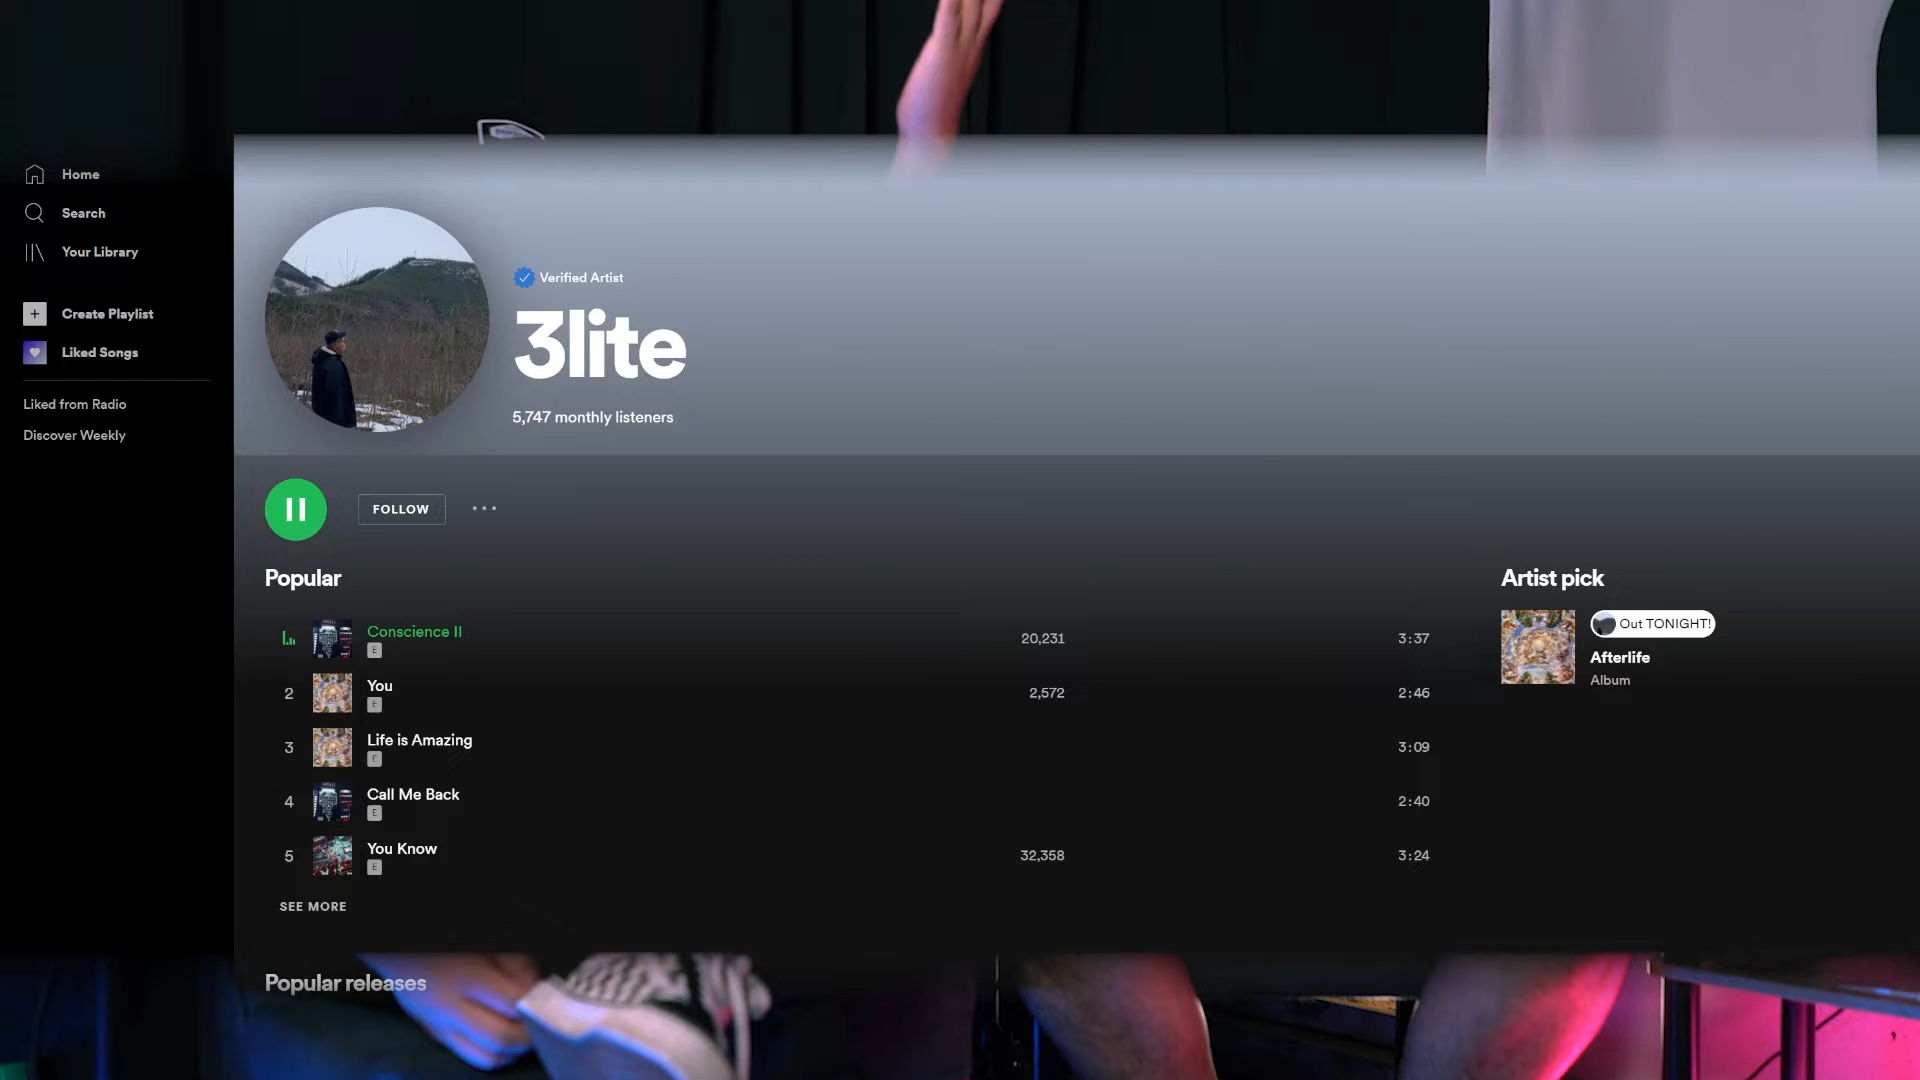 Home
Search
Your Library
Create Playlist
Liked Songs
Liked from Radio
Discover Weekly
Verified Artist
3lite
5,747 monthly listeners
FOLLOW
Popular
Conscience II 20,231 3:37
E
2 You 2,572 2:46
E
3 Life is Amazing 3:09
E
4 Call Me Back 2:40
E
5 You Know 32,358 3:24
E
SEE MORE
Artist pick
Out TONIGHT!
Afterlife
Album
Popular releases